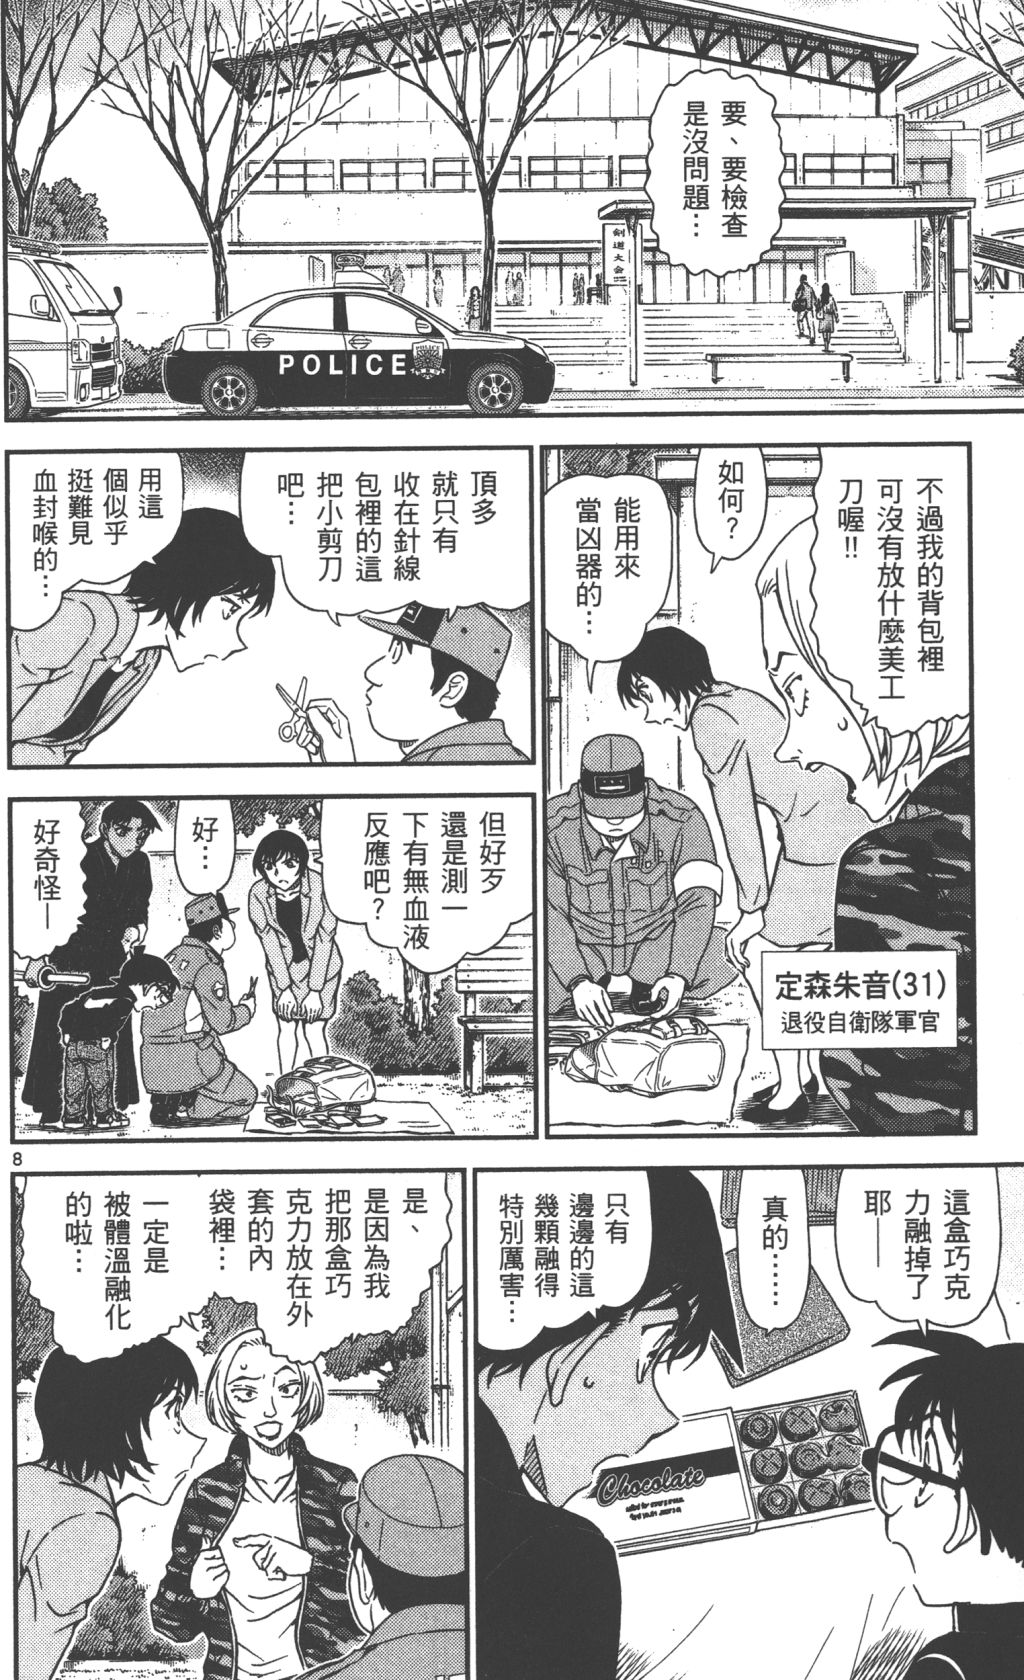 要、要檢查
是沒問題…
剣道大会
POLICE
不過我的背包裡
可沒有放什麼美工
刀喔!!
如何？
能用來
當凶器的…
定森朱音(31)
退役自衛隊軍官
頂多
就只有
收在針線
包裡的這
把小剪刀
吧…
用這
個似乎
挺難見
血封喉的…
但好歹
還是測一
下有無血液
反應吧？
好…
好奇怪—
8
這盒巧克
力融掉了
耶—
真的……
只有
邊邊的這
幾顆融得
特別厲害…
Chocolate
是、
是因為我
把那盒巧
克力放在外
套的內
袋裡…
一定是
被體溫融化
的啦…